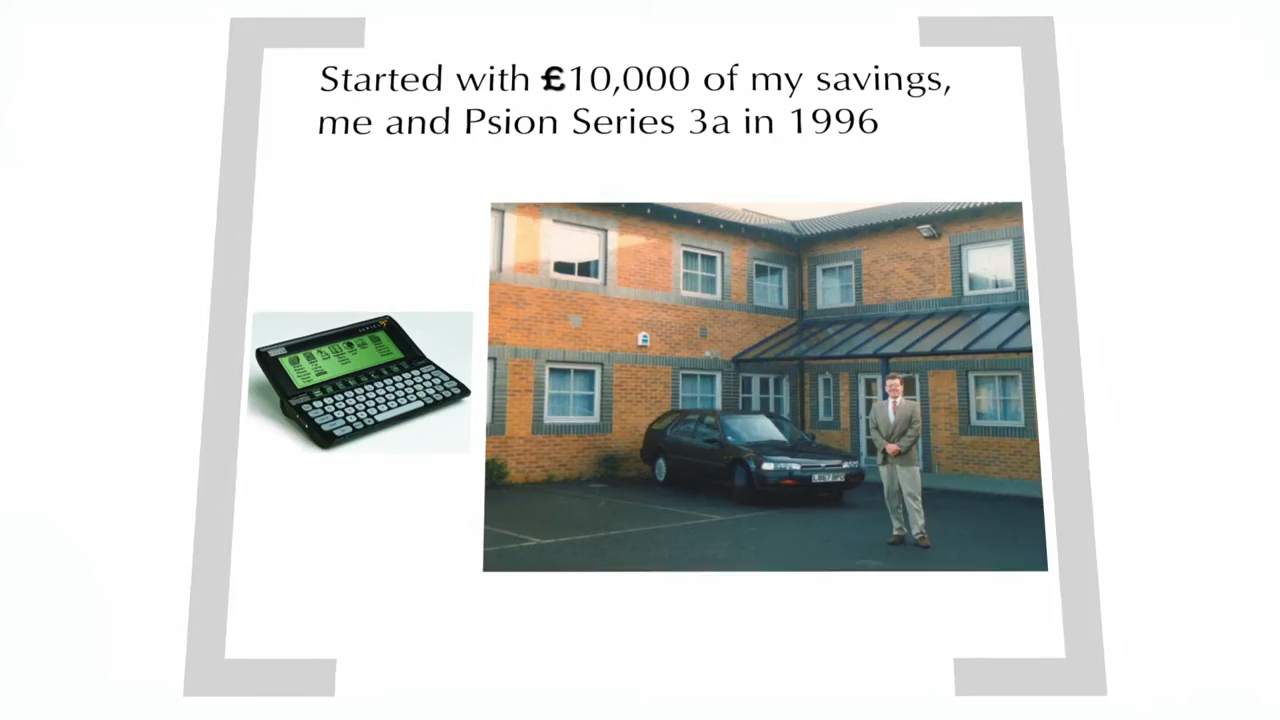 Started with £10,000 of my savings,
me and Psion Series 3a in 1996